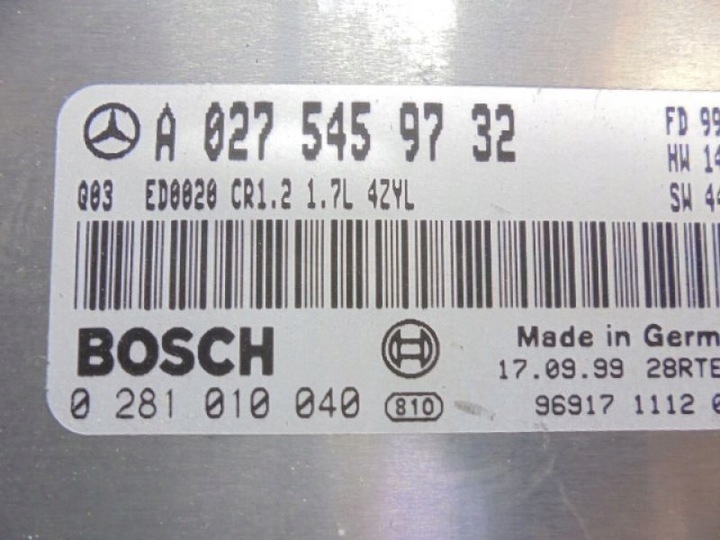 A 027 545 97 32
FD 99
HW 14
Q03 ED0020 CR1.2 1.7L 4ZYL
SW 44
BOSCH
Made in Germ
17.09.99 28RTE
0 281 010 040 810
96917 1112 0